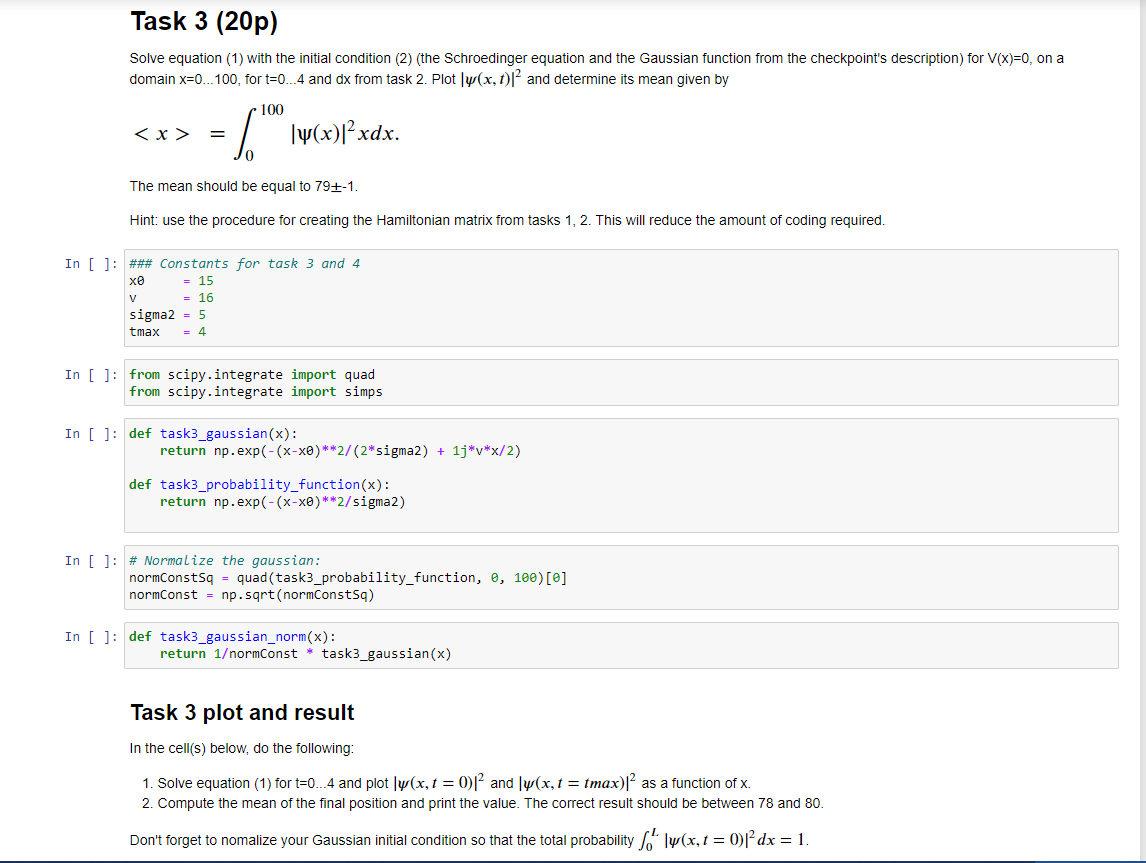 Task 3 (20p)
Solve equation (1) with the initial condition (2) (the Schroedinger equation and the Gaussian function from the checkpoint's description) for V(x)=0, on a
domain x=0...100, for t=0...4 and dx from task 2. Plot |ψ(x, t)|² and determine its mean given by
< x > = ∫₀¹⁰⁰ |ψ(x)|² xdx.
The mean should be equal to 79±-1.
Hint: use the procedure for creating the Hamiltonian matrix from tasks 1, 2. This will reduce the amount of coding required.
In [ ]: ### Constants for task 3 and 4
x0 = 15
v = 16
sigma2 = 5
tmax = 4
In [ ]: from scipy.integrate import quad
from scipy.integrate import simps
In [ ]: def task3_gaussian(x):
return np.exp(-(x-x0)**2/(2*sigma2) + 1j*v*x/2)
def task3_probability_function(x):
return np.exp(-(x-x0)**2/sigma2)
In [ ]: # Normalize the gaussian:
normConstSq = quad(task3_probability_function, 0, 100)[0]
normConst = np.sqrt(normConstSq)
In [ ]: def task3_gaussian_norm(x):
return 1/normConst * task3_gaussian(x)
Task 3 plot and result
In the cell(s) below, do the following:
1. Solve equation (1) for t=0...4 and plot |ψ(x, t = 0)|² and |ψ(x, t = tmax)|² as a function of x.
2. Compute the mean of the final position and print the value. The correct result should be between 78 and 80.
Don't forget to nomalize your Gaussian initial condition so that the total probability ∫₀ᴸ |ψ(x, t = 0)|² dx = 1.